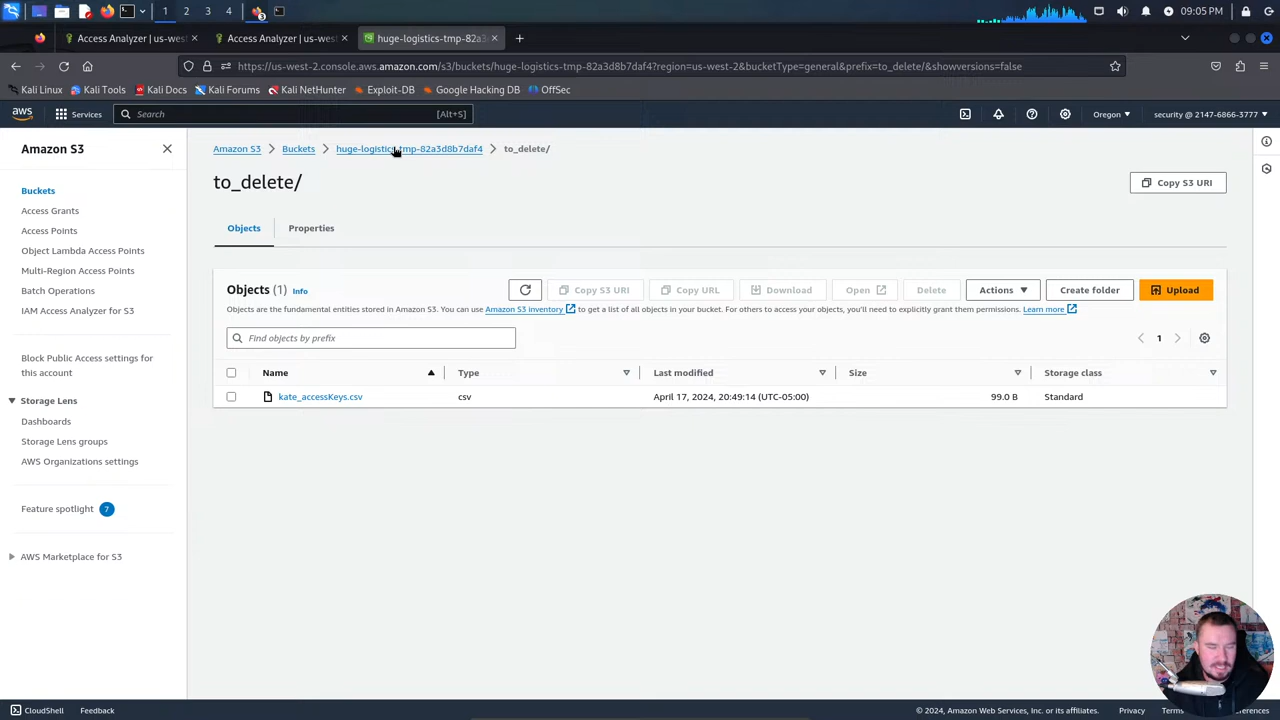 1 2 3 4 09:05 PM
Access Analyzer | us-west × Access Analyzer | us-wes × huge-logistics-tmp-82a3 × +
https://us-west-2.console.aws.amazon.com/s3/buckets/huge-logistics-tmp-82a3d8b7daf4?region=us-west-2&bucketType=general&prefix=to_delete/&showversions=false
Kali Linux Kali Tools Kali Docs Kali Forums Kali NetHunter Exploit-DB Google Hacking DB OffSec
aws Services Search [Alt+S] Oregon security @ 2147-6866-3777
Amazon S3
Buckets
Access Grants
Access Points
Object Lambda Access Points
Multi-Region Access Points
Batch Operations
IAM Access Analyzer for S3
Block Public Access settings for
this account
Storage Lens
Dashboards
Storage Lens groups
AWS Organizations settings
Feature spotlight 7
AWS Marketplace for S3
Amazon S3 > Buckets > huge-logistics-tmp-82a3d8b7daf4 > to_delete/
to_delete/
Copy S3 URI
Objects Properties
Objects (1) Info
Copy S3 URI Copy URL Download Open Delete Actions Create folder Upload
Objects are the fundamental entities stored in Amazon S3. You can use Amazon S3 inventory to get a list of all objects in your bucket. For others to access your objects, you'll need to explicitly grant them permissions. Learn more
Find objects by prefix
1
Name Type Last modified Size Storage class
kate_accessKeys.csv csv April 17, 2024, 20:49:14 (UTC-05:00) 99.0 B Standard
CloudShell Feedback © 2024, Amazon Web Services, Inc. or its affiliates. Privacy